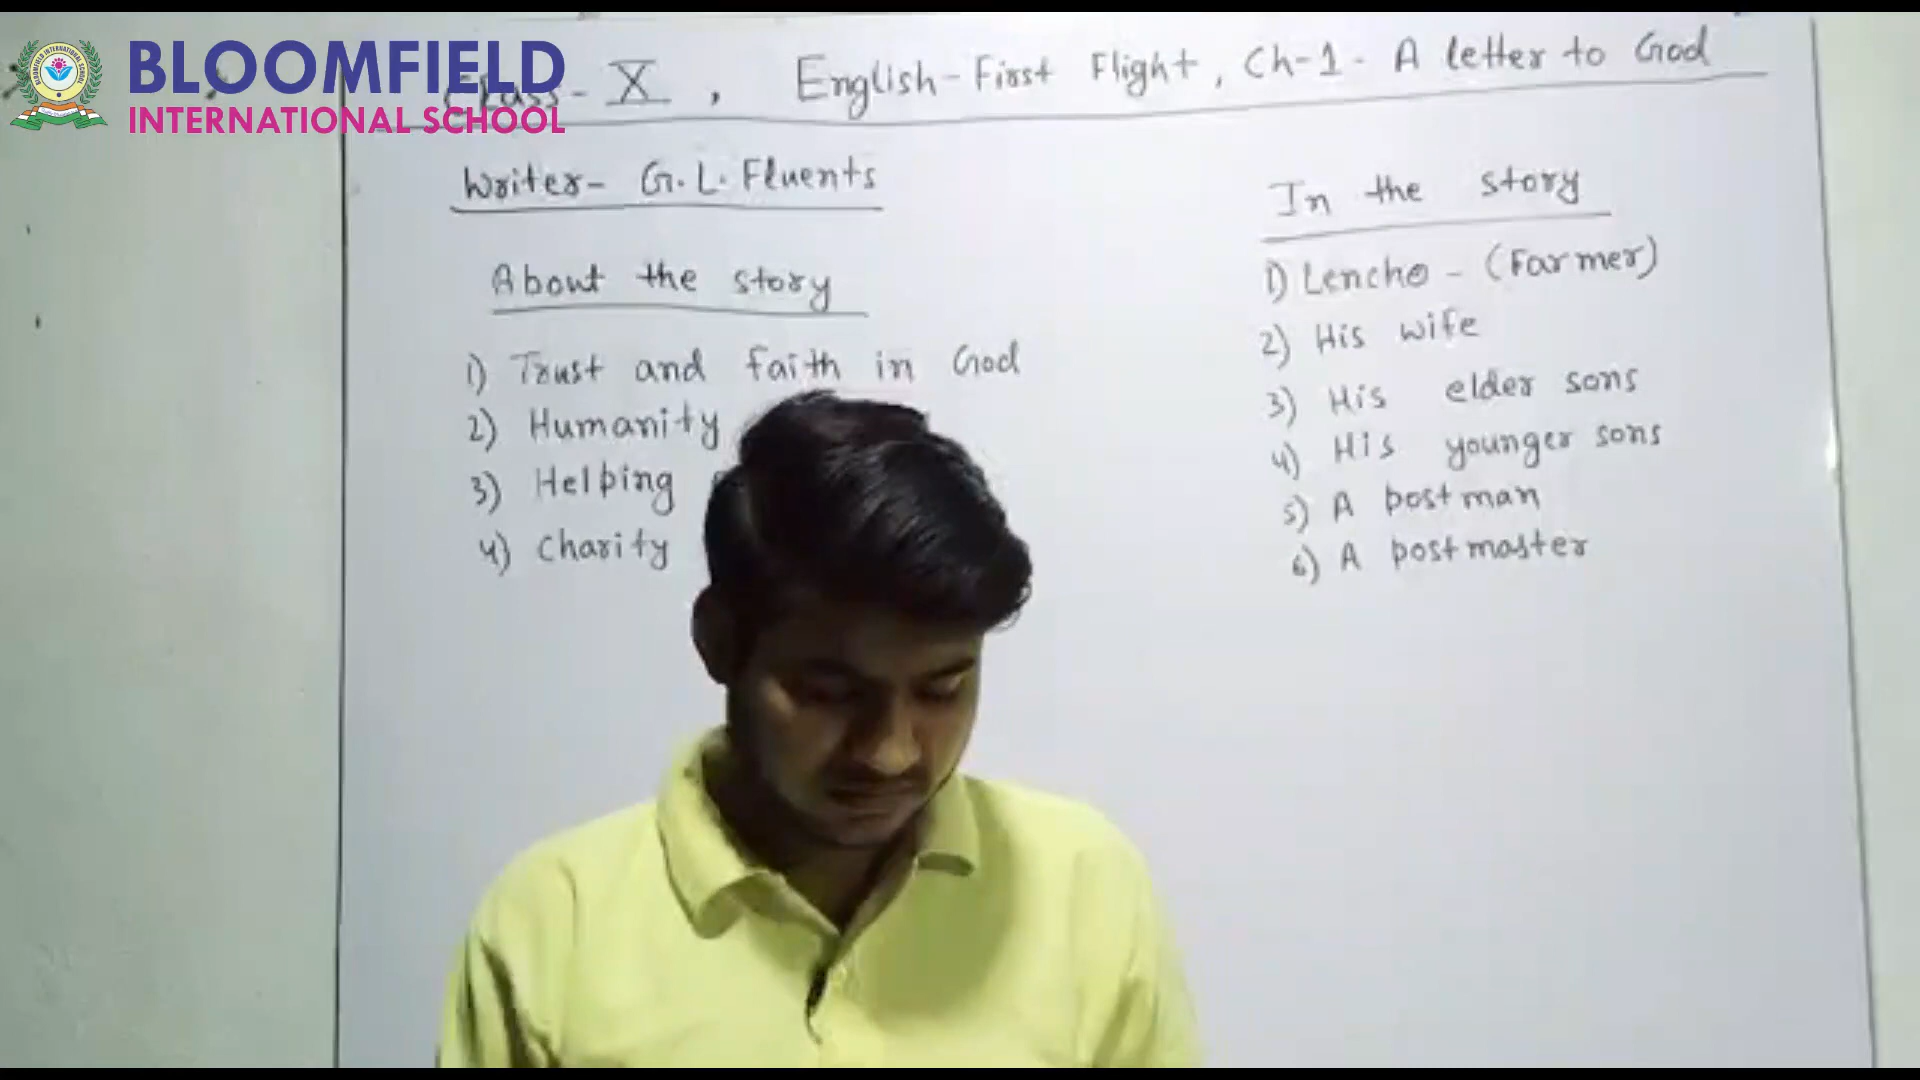 BLOOMFIELD
INTERNATIONAL SCHOOL
Class - X, English - First Flight, Ch-1 - A letter to God
Writer - G. L. Fluents
About the story
1) Trust and faith in God
2) Humanity
3) Helping
4) Charity
In the story
1) Lencho - (Farmer)
2) His wife
3) His elder sons
4) His younger sons
5) A postman
6) A postmaster